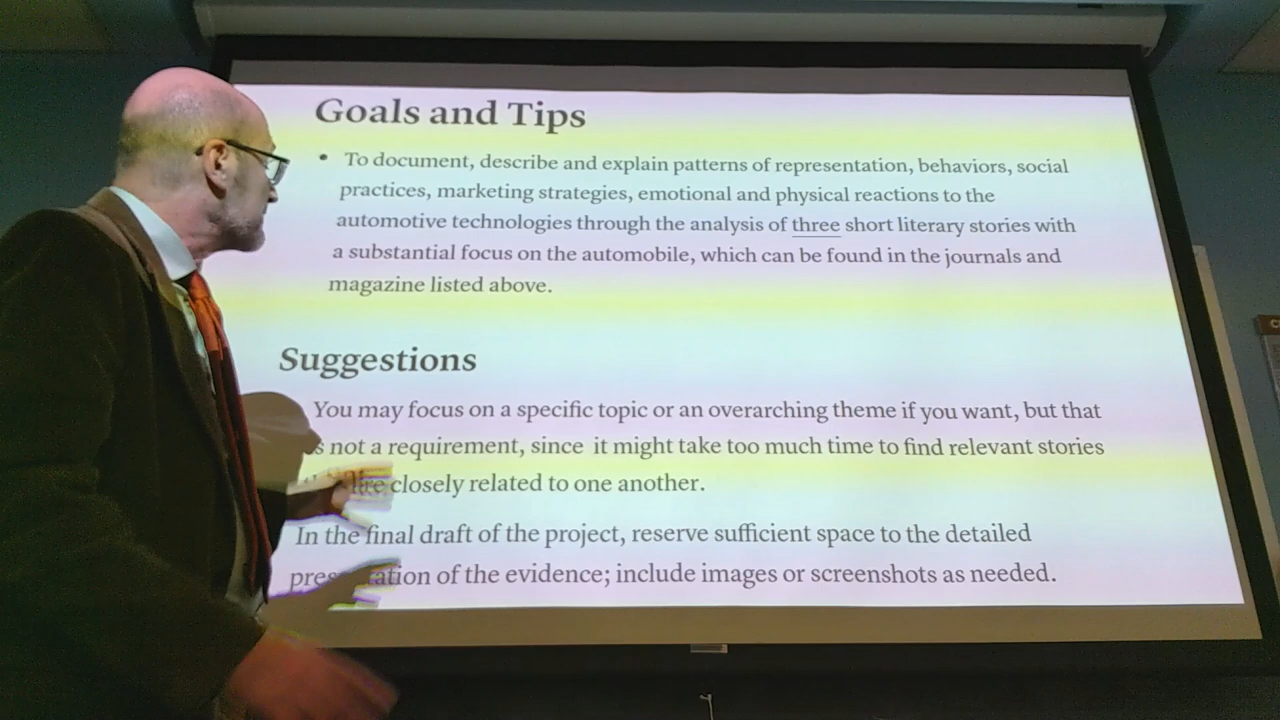 Goals and Tips
• To document, describe and explain patterns of representation, behaviors, social
practices, marketing strategies, emotional and physical reactions to the
automotive technologies through the analysis of three short literary stories with
a substantial focus on the automobile, which can be found in the journals and
magazine listed above.
Suggestions
You may focus on a specific topic or an overarching theme if you want, but that
not a requirement, since it might take too much time to find relevant stories
closely related to one another.
In the final draft of the project, reserve sufficient space to the detailed
of the evidence; include images or screenshots as needed.